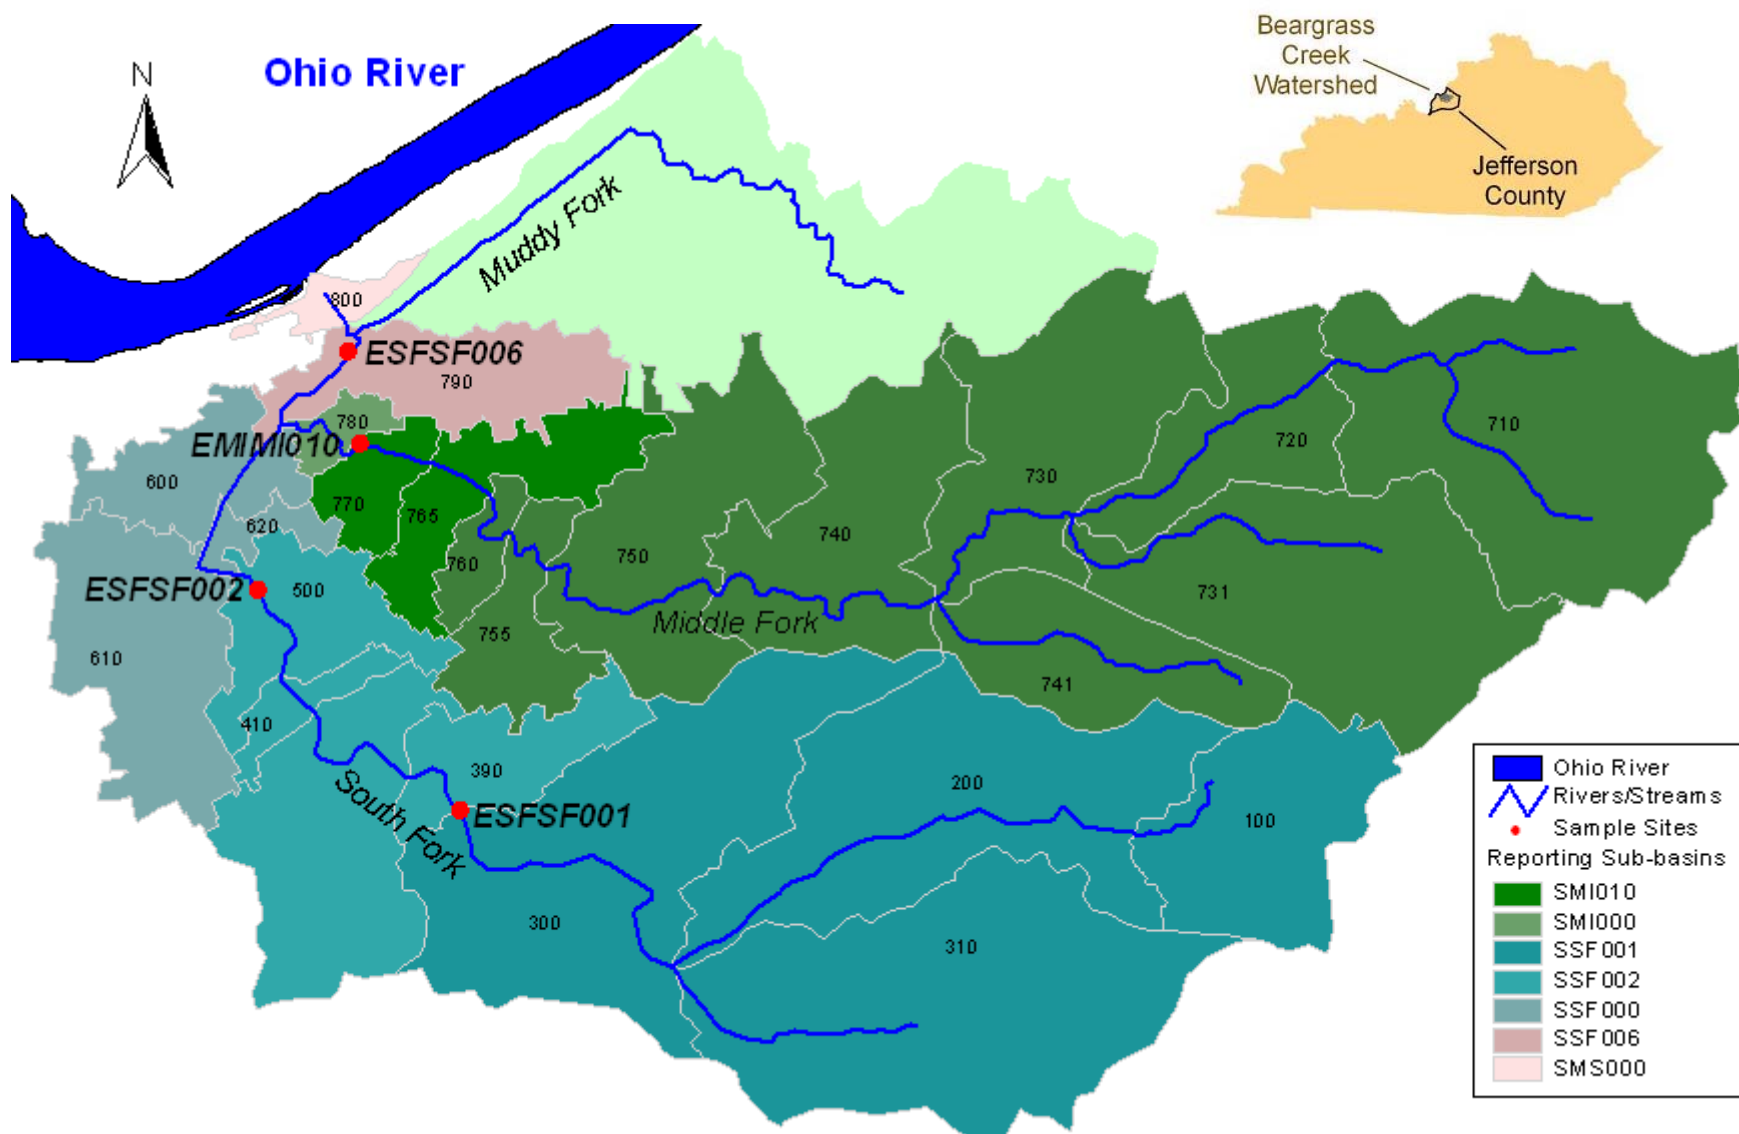 N
Ohio River
Beargrass
Creek
Watershed
Jefferson
County
Muddy Fork
800
ESFSF006
790
780
EMIMI010
710
720
730
600
770
765
620
740
750
760
ESFSF002
500
731
Middle Fork
755
610
741
410
390
200
South Fork
ESFSF001
100
300
310
Ohio River
Rivers/Streams
Sample Sites
Reporting Sub-basins
SMI010
SMI000
SSF001
SSF002
SSF000
SSF006
SMS000